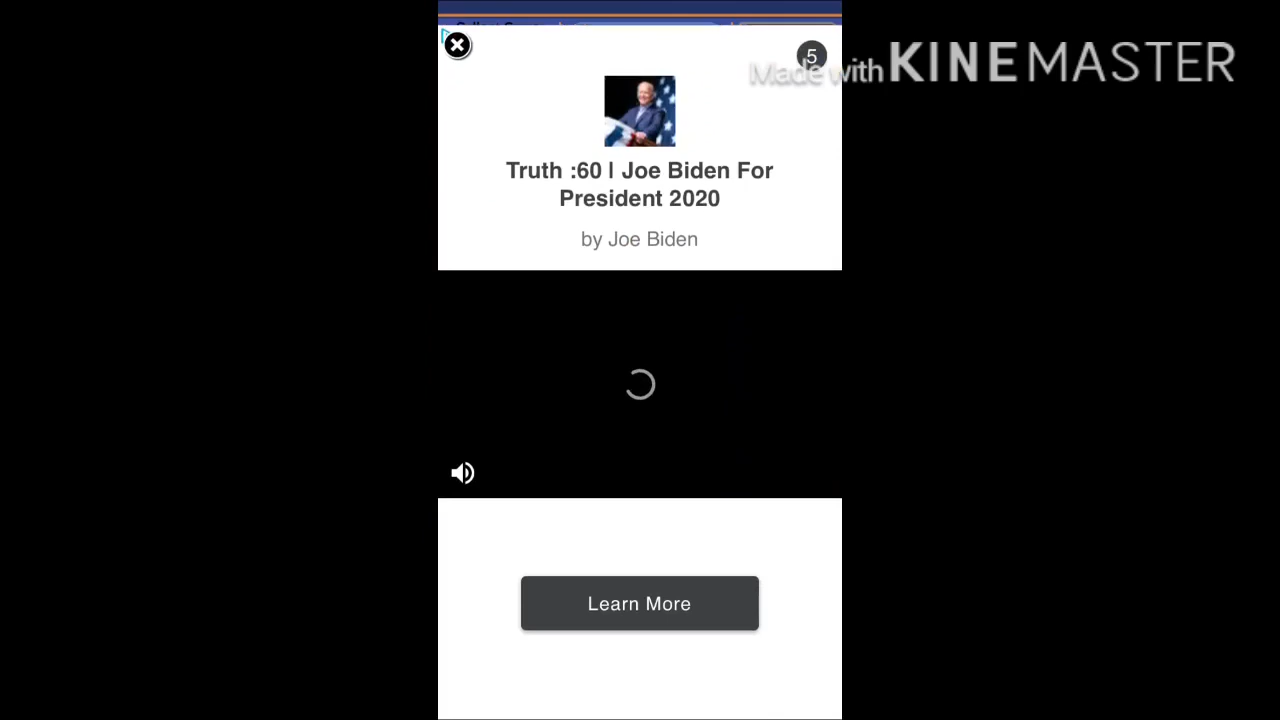 5
Made with KINEMASTER
Truth :60 | Joe Biden For
President 2020
by Joe Biden
Learn More